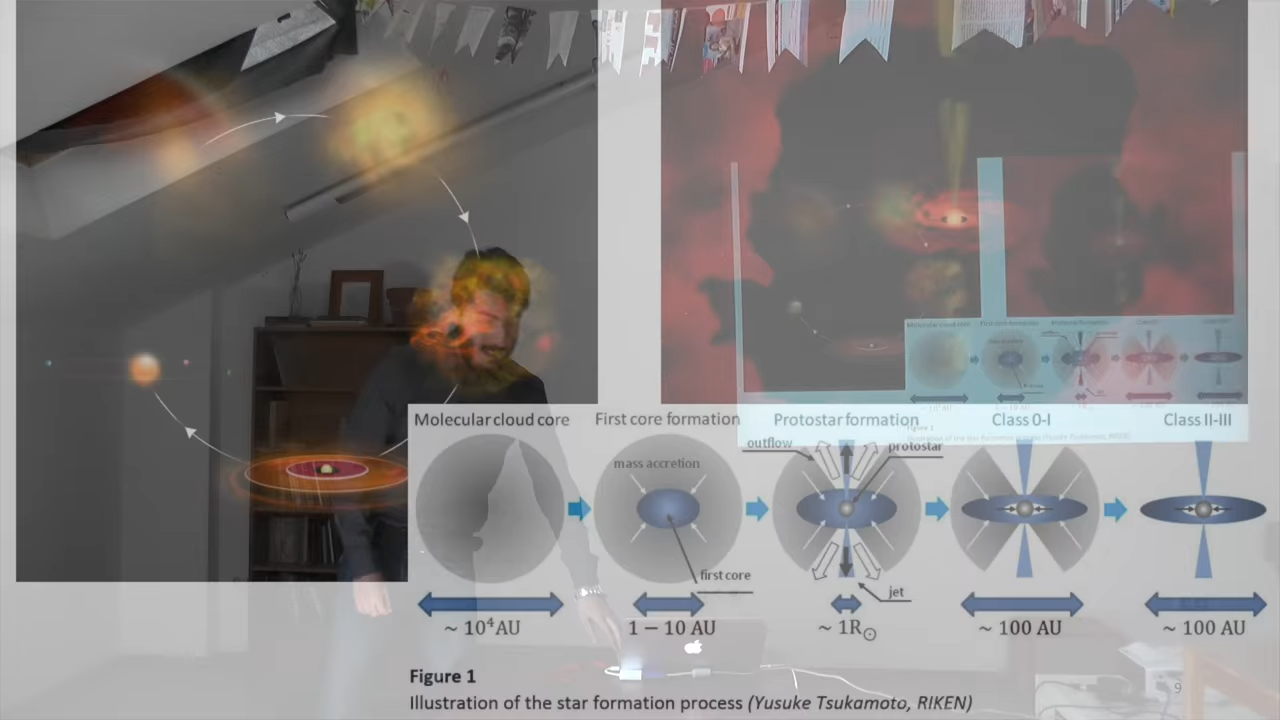 Molecular cloud core
First core formation
Protostar formation
Class 0-I
Class II-III
outflow
protostar
mass accretion
first core
jet
~ 10⁴AU
1 − 10 AU
~ 1R☉
~ 100 AU
~ 100 AU
Figure 1
Illustration of the star formation process (Yusuke Tsukamoto, RIKEN)
9